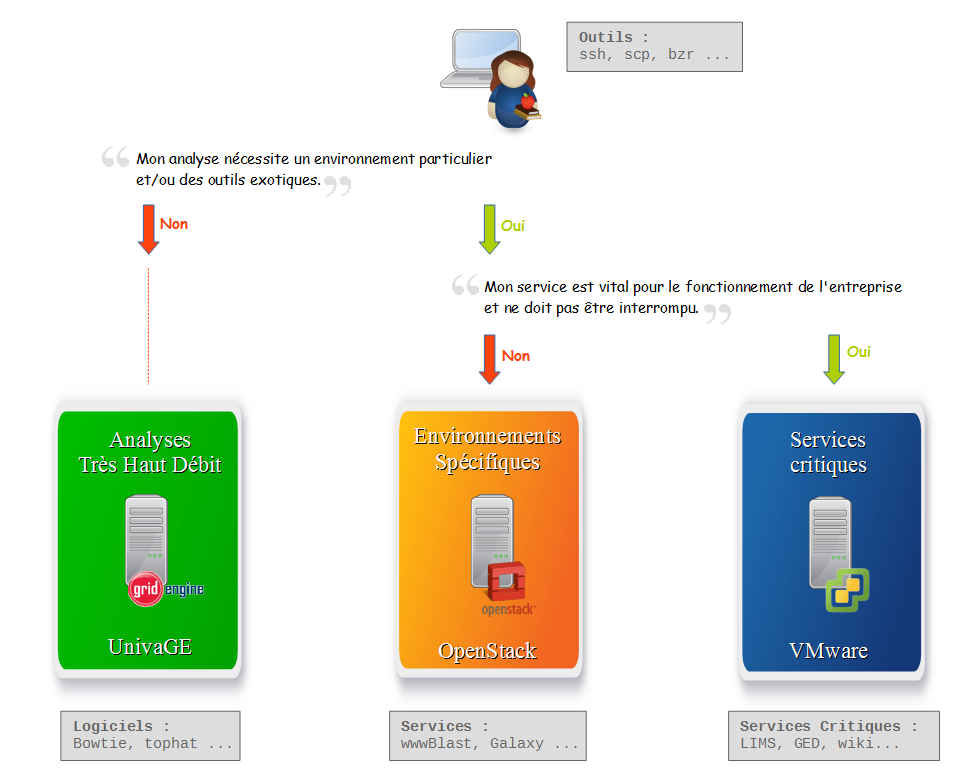 Outils :
ssh, scp, bzr ...
“ Mon analyse nécessite un environnement particulier
et/ou des outils exotiques. ”
Non
Oui
“ Mon service est vital pour le fonctionnement de l'entreprise
et ne doit pas être interrompu. ”
Non
Oui
Analyses
Très Haut Débit
grid engine
UnivaGE
Environnements
Spécifiques
openstack
OpenStack
Services
critiques
VMware
Logiciels :
Bowtie, tophat ...
Services :
wwwBlast, Galaxy ...
Services Critiques :
LIMS, GED, wiki...